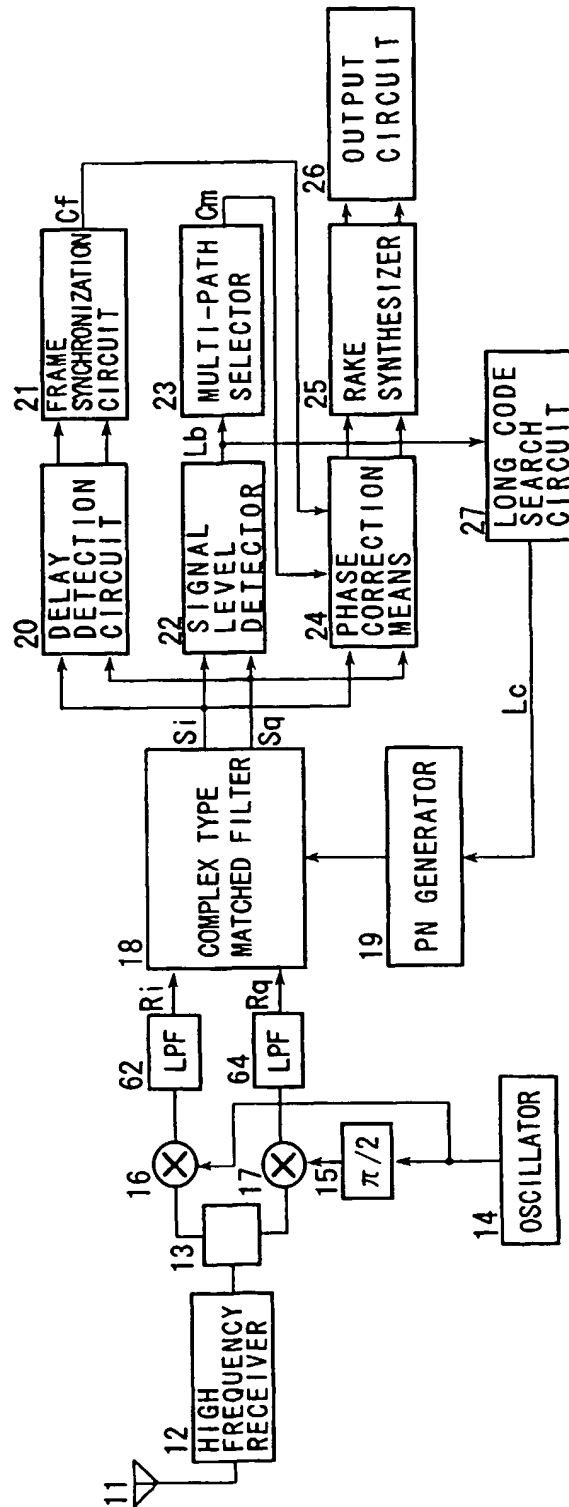 11
12
HIGH
FREQUENCY
RECEIVER
13
14
OSCILLATOR
15
π/2
16
17
62
LPF
64
LPF
Ri
Rq
18
COMPLEX TYPE
MATCHED FILTER
19
PN GENERATOR
Si
Sq
20
DELAY
DETECTION
CIRCUIT
21
FRAME
SYNCHRONIZATION
CIRCUIT
Cf
22
SIGNAL
LEVEL
DETECTOR
Lb
23
MULTI-PATH
SELECTOR
Cm
24
PHASE
CORRECTION
MEANS
25
RAKE
SYNTHESIZER
26
OUTPUT
CIRCUIT
27
LONG CODE
SEARCH
CIRCUIT
Lc